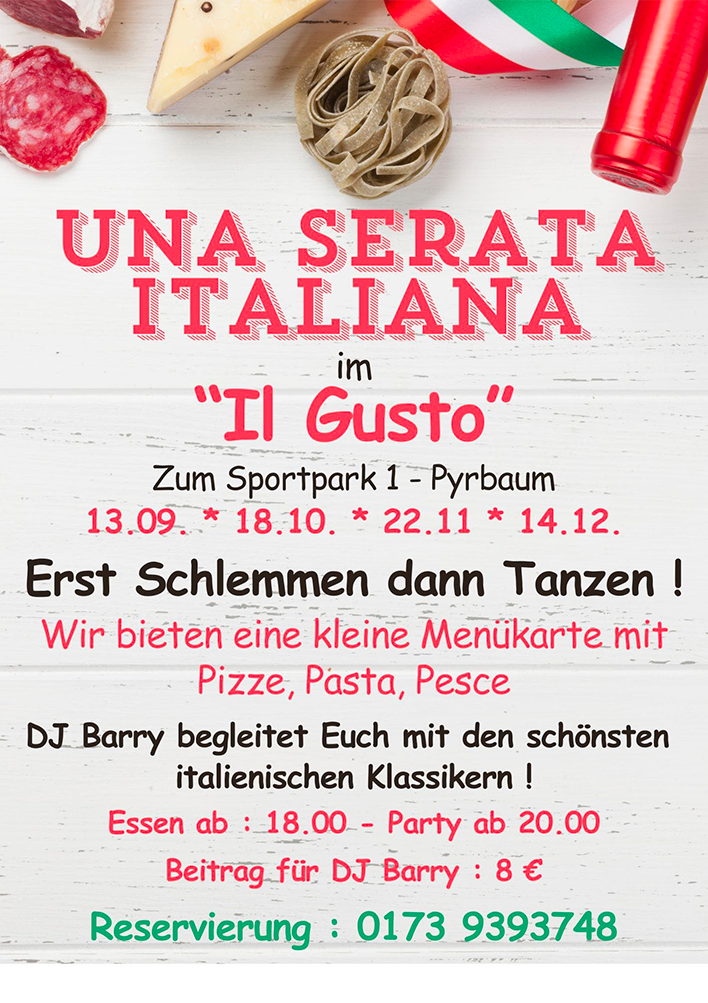 UNA SERATA
ITALIANA
im
“Il Gusto”
Zum Sportpark 1 - Pyrbaum
13.09. * 18.10. * 22.11 * 14.12.
Erst Schlemmen dann Tanzen !
Wir bieten eine kleine Menükarte mit
Pizze, Pasta, Pesce
DJ Barry begleitet Euch mit den schönsten
italienischen Klassikern !
Essen ab : 18.00 - Party ab 20.00
Beitrag für DJ Barry : 8 €
Reservierung : 0173 9393748